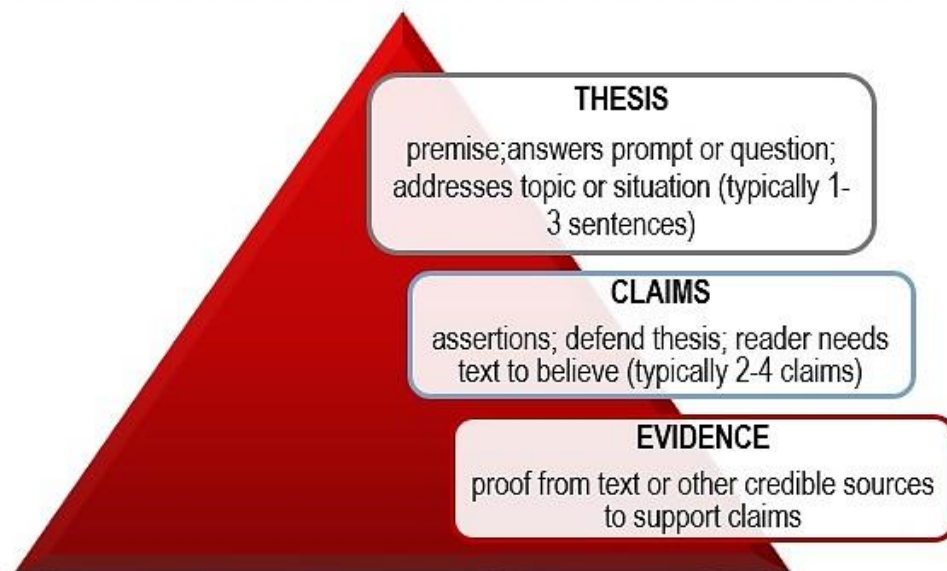 THESIS
premise;answers prompt or question;
addresses topic or situation (typically 1-
3 sentences)
CLAIMS
assertions; defend thesis; reader needs
text to believe (typically 2-4 claims)
EVIDENCE
proof from text or other credible sources
to support claims